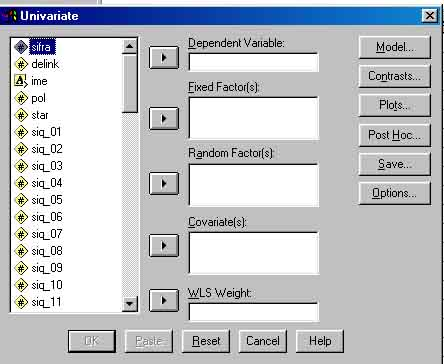 Univariate
sifra
delink
ime
pol
star
siq_01
siq_02
siq_03
siq_04
siq_05
siq_06
siq_07
siq_08
siq_09
siq_10
siq_11
Dependent Variable:
Fixed Factor(s):
Random Factor(s):
Covariate(s):
WLS Weight:
Model...
Contrasts...
Plots...
Post Hoc...
Save...
Options...
OK
Paste
Reset
Cancel
Help